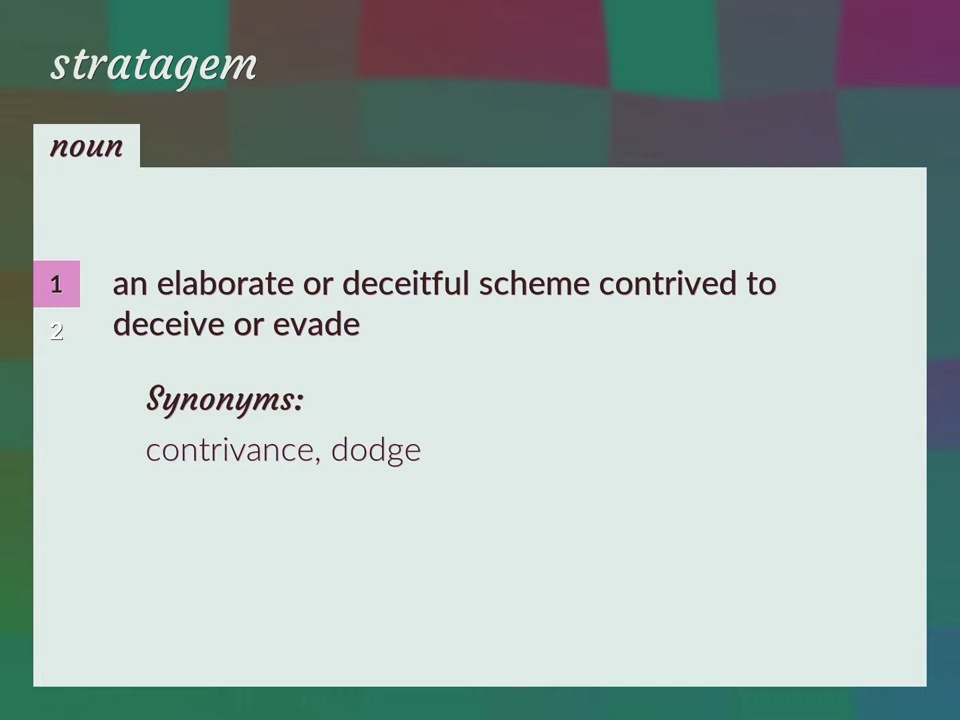 stratagem
noun
1
an elaborate or deceitful scheme contrived to
deceive or evade
2
Synonyms:
contrivance, dodge